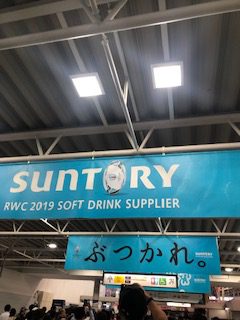 SUNTORY
RWC 2019 SOFT DRINK SUPPLIER
ぶつかれ。